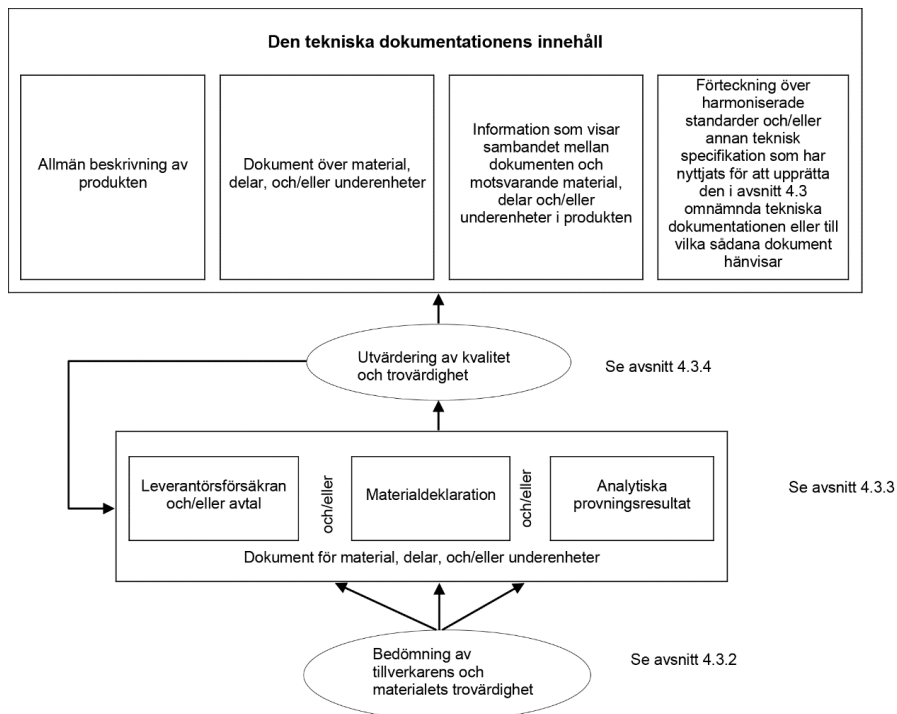 Den tekniska dokumentationens innehåll
Allmän beskrivning av
produkten
Dokument över material,
delar, och/eller underenheter
Information som visar
sambandet mellan
dokumenten och
motsvarande material,
delar och/eller
underenheter i produkten
Förteckning över
harmoniserade
standarder och/eller
annan teknisk
specifikation som har
nyttjats för att upprätta
den i avsnitt 4.3
omnämnda tekniska
dokumentationen eller till
vilka sådana dokument
hänvisar
Utvärdering av kvalitet
och trovärdighet
Se avsnitt 4.3.4
Leverantörsförsäkran
och/eller avtal
och/eller
Materialdeklaration
och/eller
Analytiska
provningsresultat
Se avsnitt 4.3.3
Dokument för material, delar, och/eller underenheter
Bedömning av
tillverkarens och
materialets trovärdighet
Se avsnitt 4.3.2